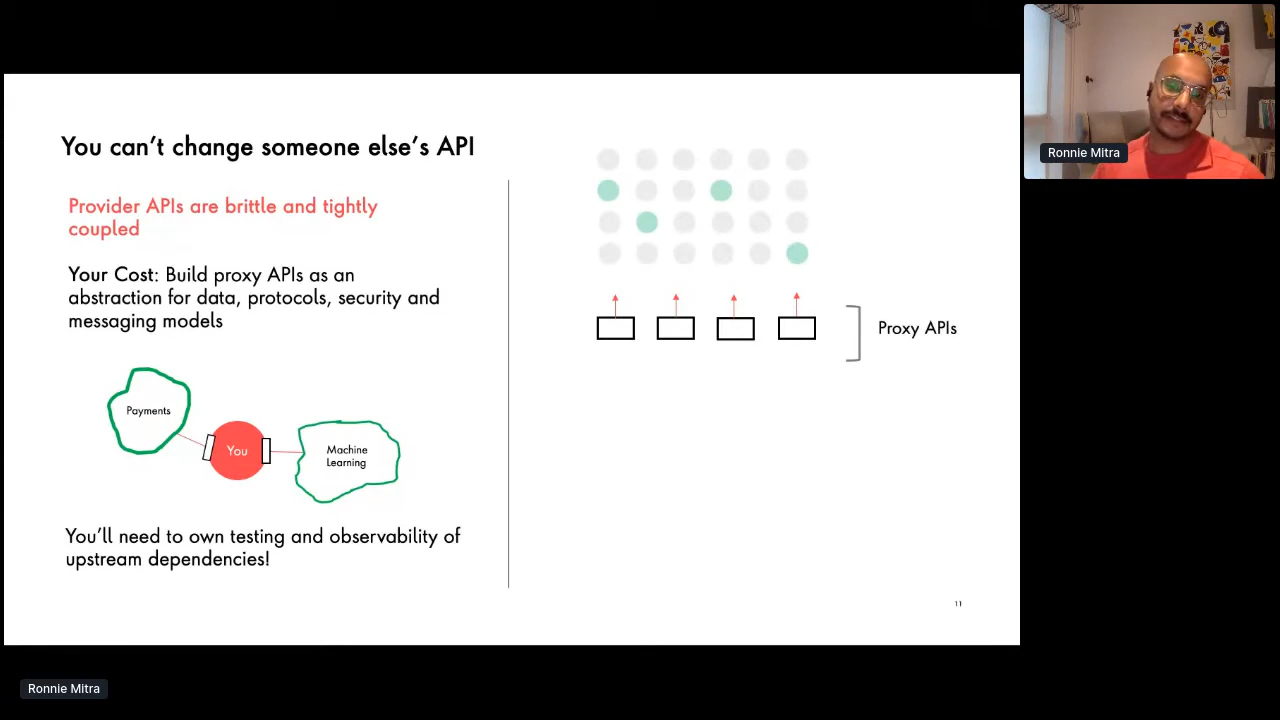 You can't change someone else's API
Provider APIs are brittle and tightly
coupled
Your Cost: Build proxy APIs as an
abstraction for data, protocols, security and
messaging models
Payments
You
Machine
Learning
You'll need to own testing and observability of
upstream dependencies!
Proxy APIs
11
Ronnie Mitra
Ronnie Mitra